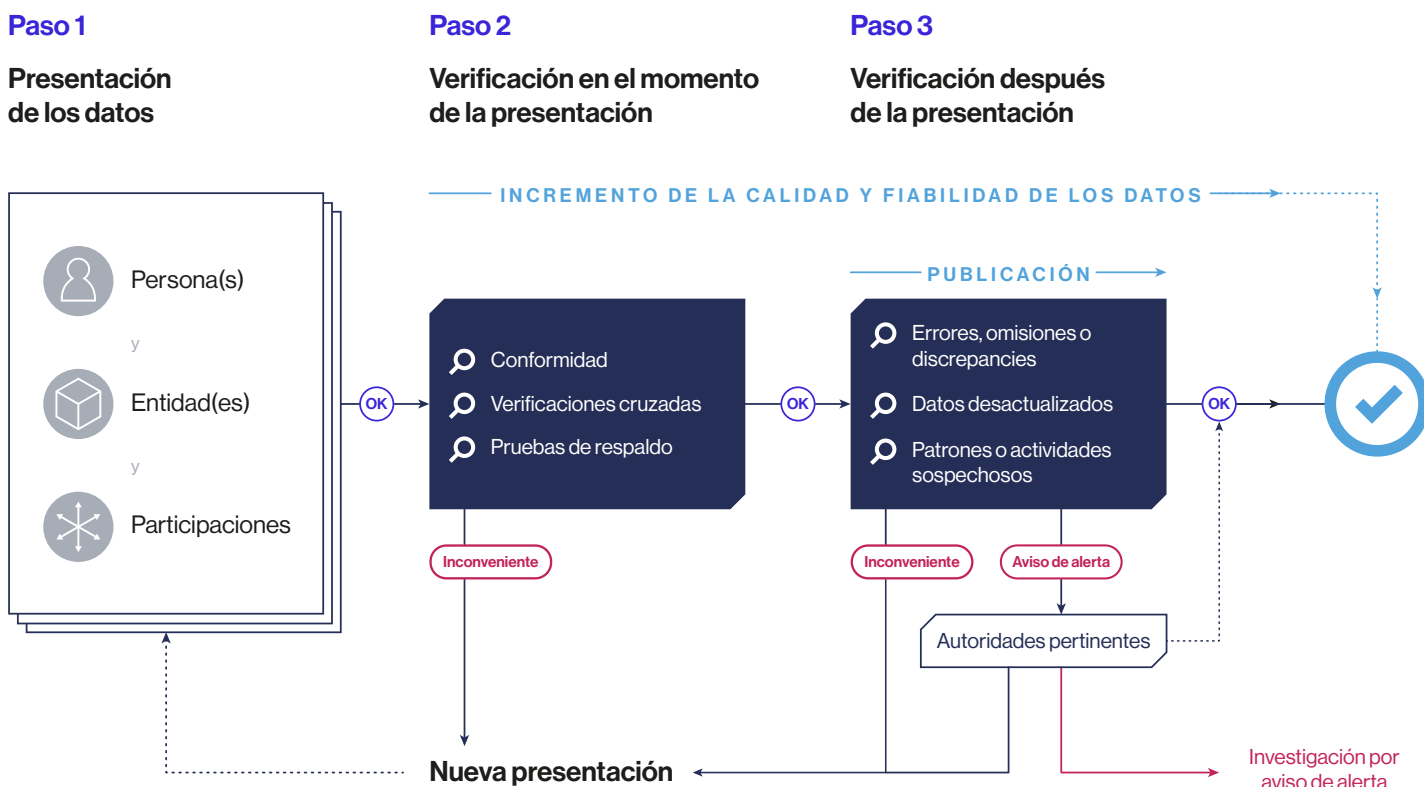 Paso 1
Presentación
de los datos
Paso 2
Verificación en el momento
de la presentación
Paso 3
Verificación después
de la presentación
INCREMENTO DE LA CALIDAD Y FIABILIDAD DE LOS DATOS
PUBLICACIÓN
Persona(s)
y
Entidad(es)
y
Participaciones
OK
Conformidad
Verificaciones cruzadas
Pruebas de respaldo
OK
Errores, omisiones o
discrepancies
Datos desactualizados
Patrones o actividades
sospechosos
OK
Inconveniente
Inconveniente
Aviso de alerta
Autoridades pertinentes
Nueva presentación
Investigación por
aviso de alerta